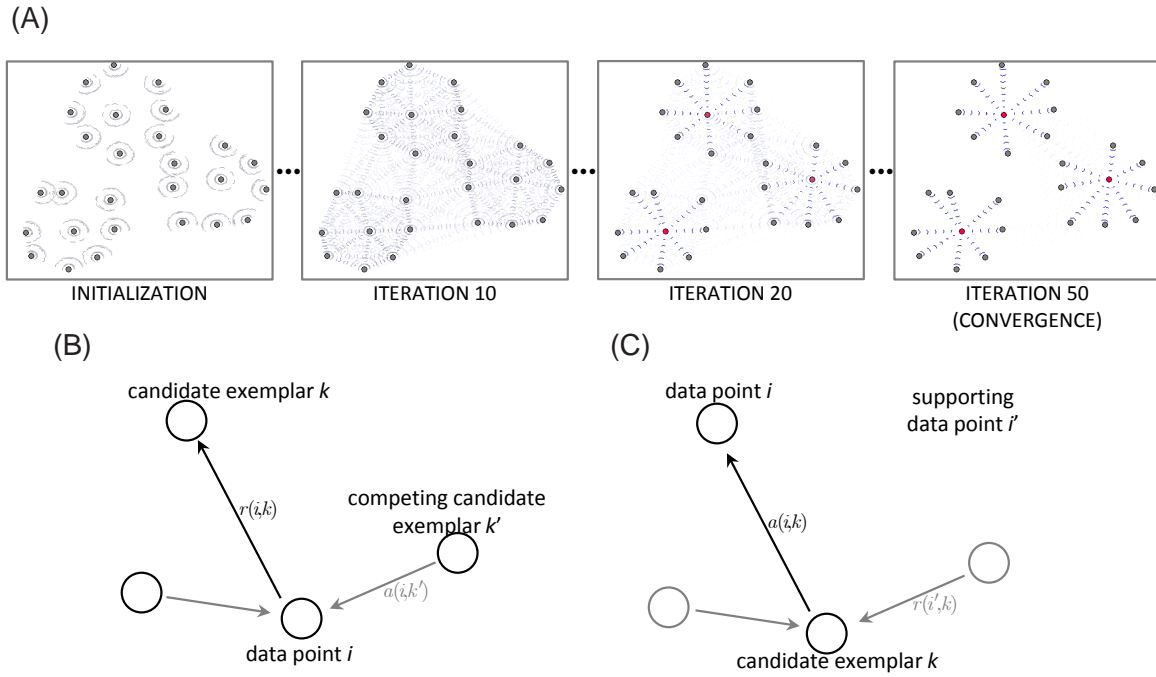 (A)
INITIALIZATION
ITERATION 10
ITERATION 20
ITERATION 50
(CONVERGENCE)
(B)
candidate exemplar k
r(i,k)
competing candidate
exemplar k’
a(i,k′)
data point i
(C)
data point i
supporting
data point i’
a(i,k)
r(i′,k)
candidate exemplar k